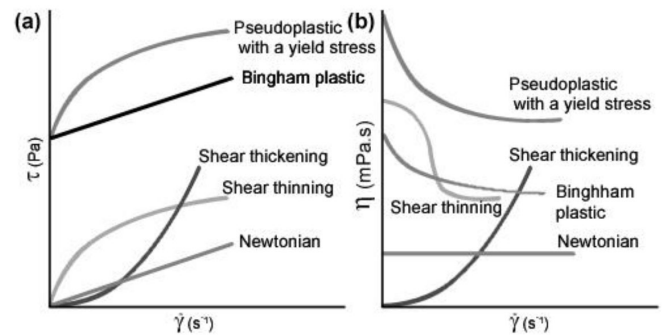 (a)
Pseudoplastic
with a yield stress
Bingham plastic
τ (Pa)
Shear thickening
Shear thinning
Newtonian
γ̇ (s⁻¹)
(b)
Pseudoplastic
with a yield stress
η (mPa.s)
Shear thickening
Binghham
plastic
Shear thinning
Newtonian
γ̇ (s⁻¹)